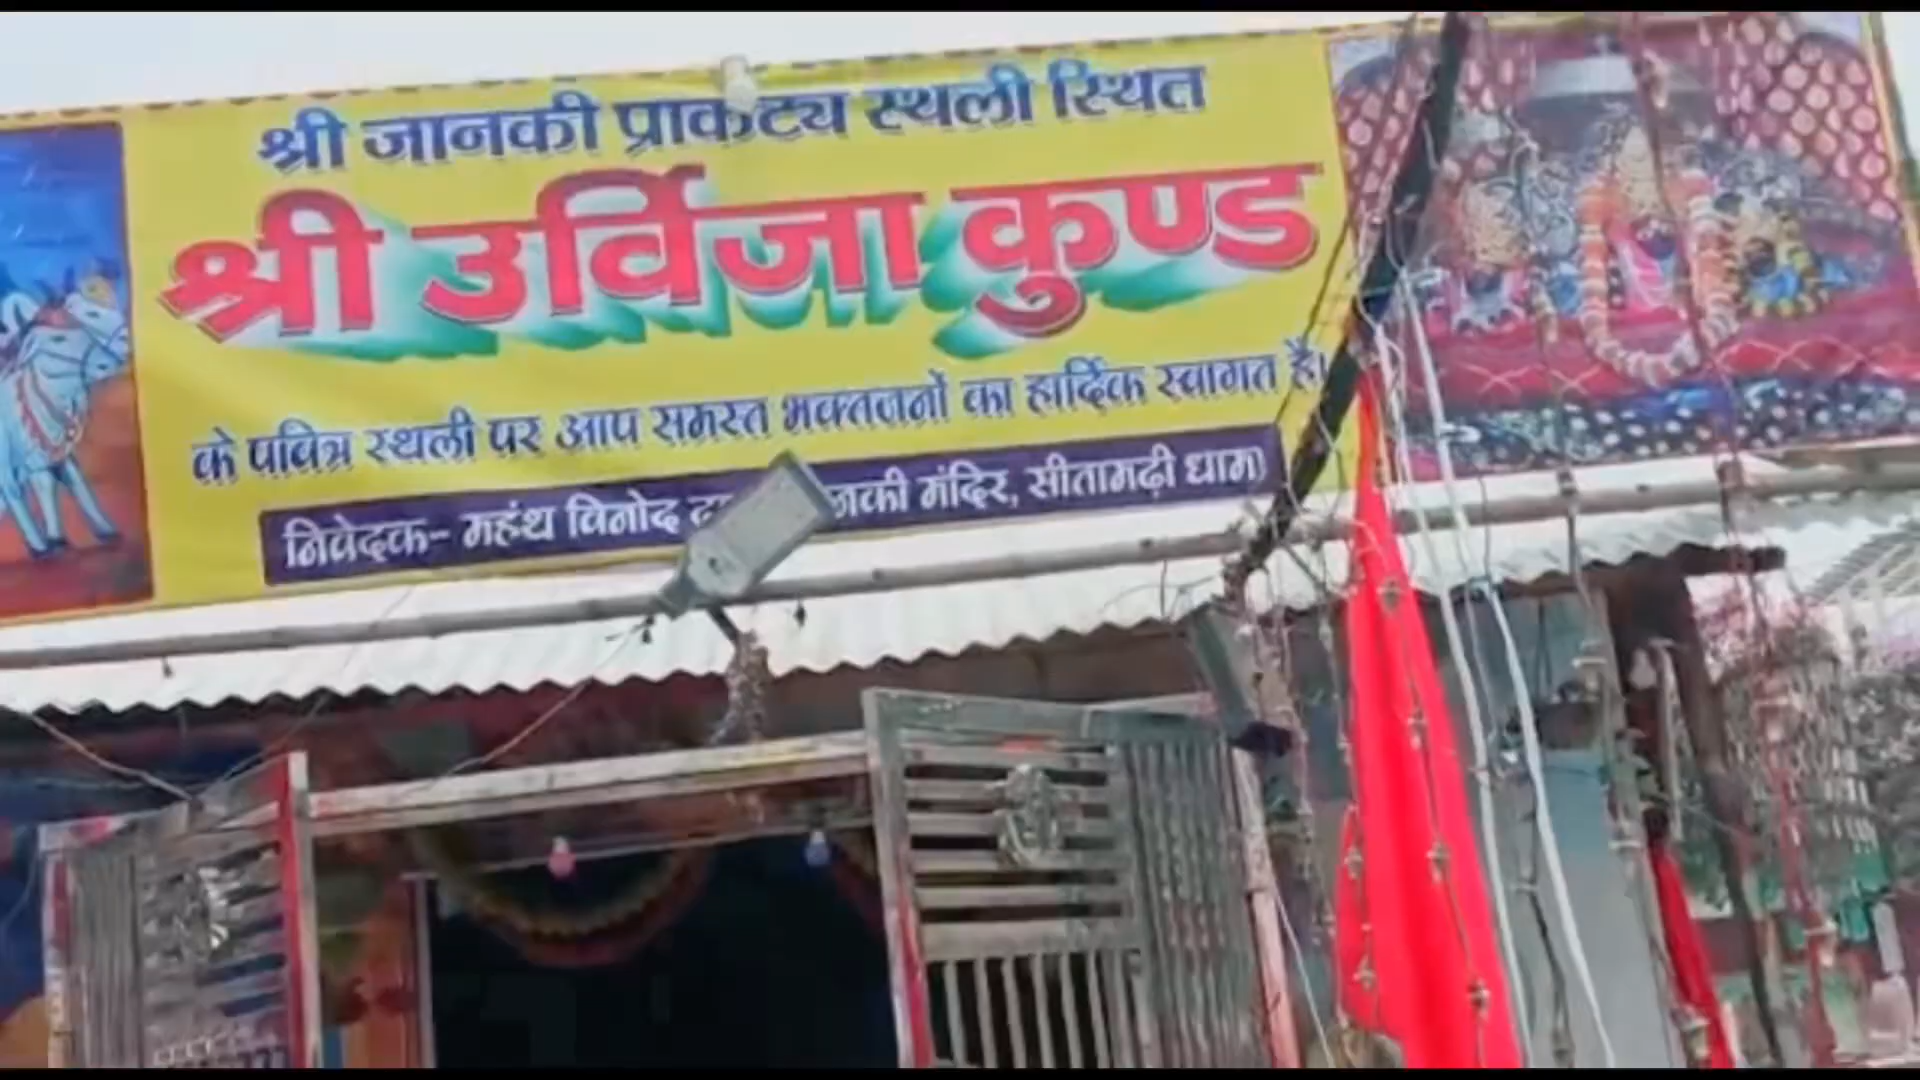 श्री जानकी प्राकट्य स्थली स्थित
श्री उर्विजा कुण्ड
के पवित्र स्थली पर आप समस्त भक्तजनों का हार्दिक स्वागत है।
निवेदक- महंथ विनोद मंदिर, सीतामढ़ी धाम)